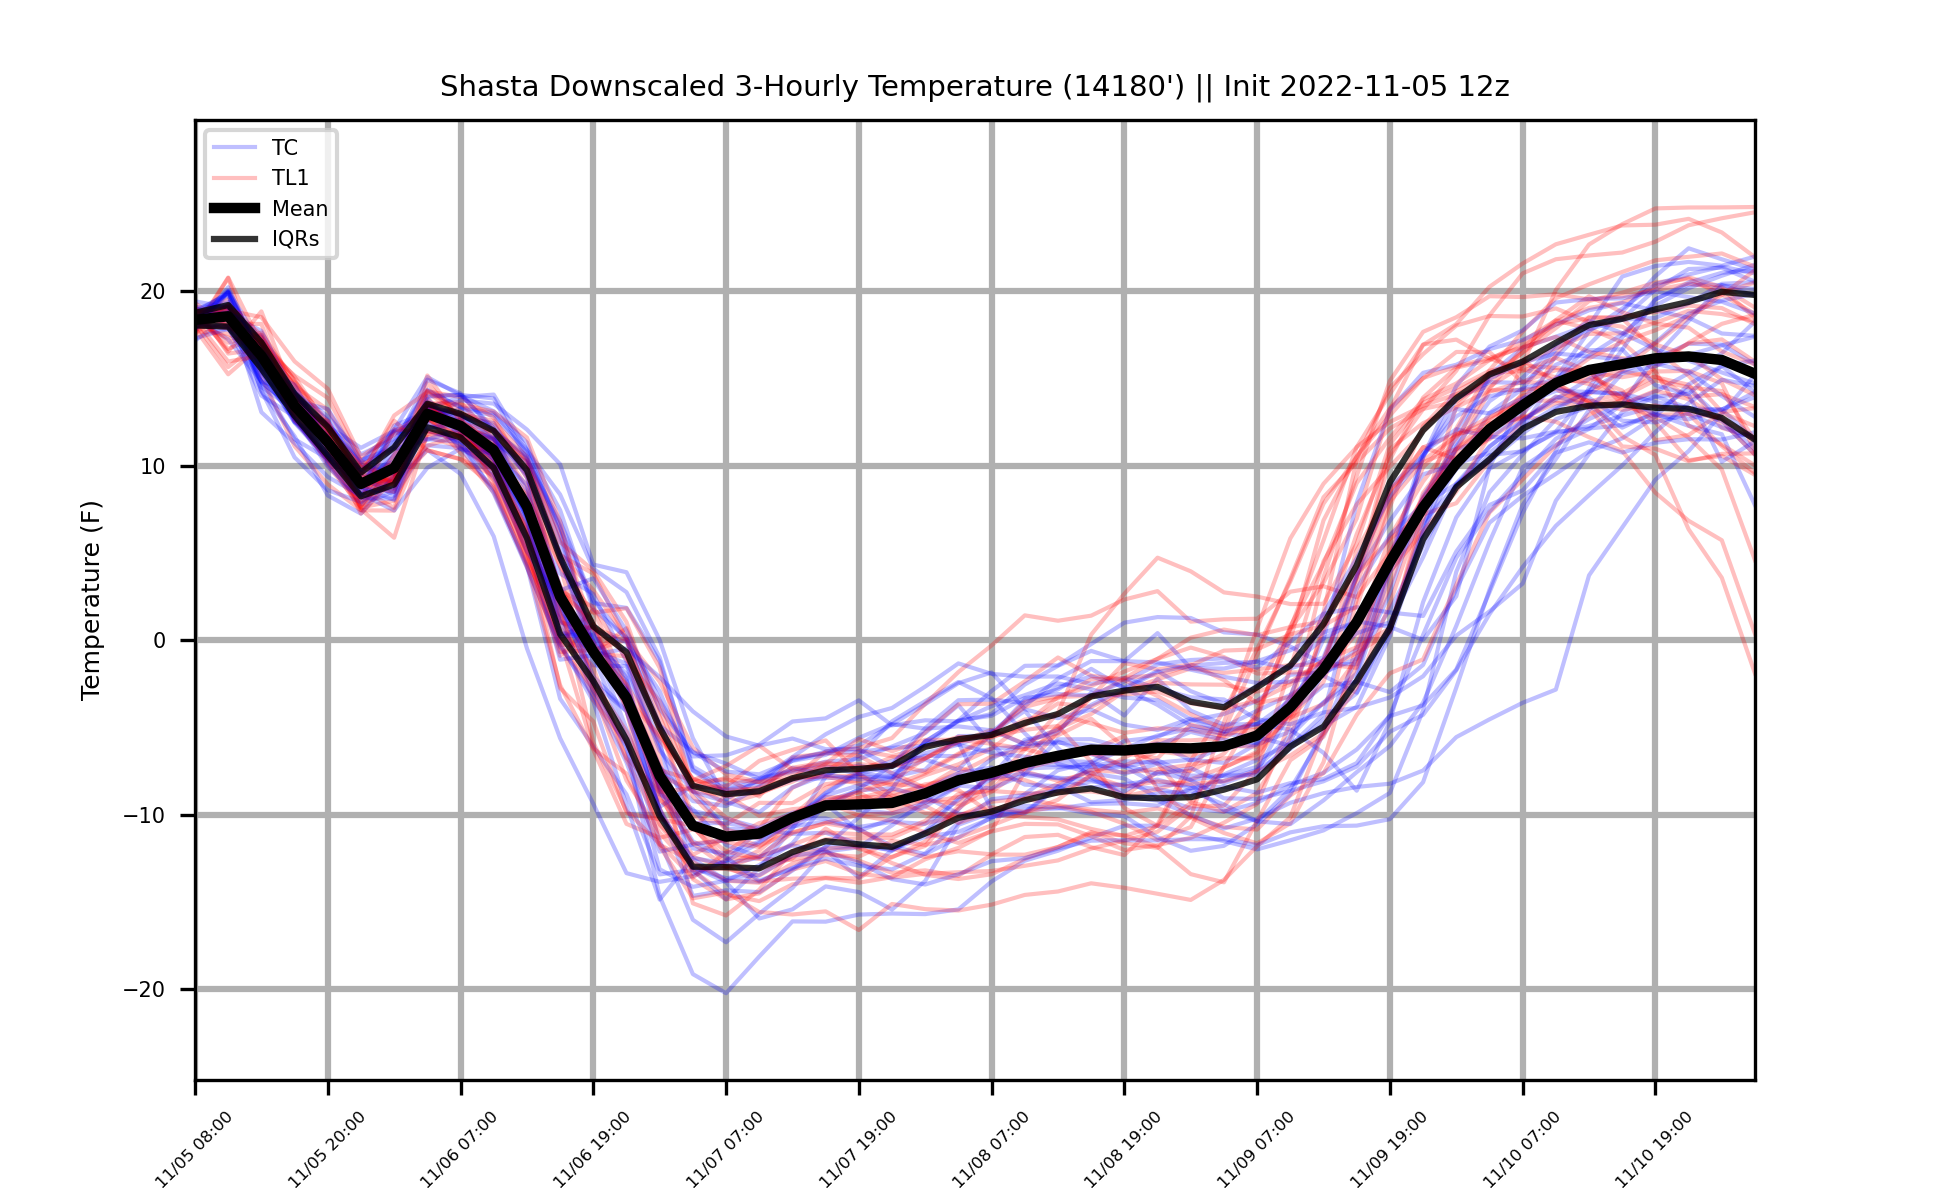 Shasta Downscaled 3-Hourly Temperature (14180') || Init 2022-11-05 12z
TC
TL1
Mean
IQRs
Temperature (F)
20
10
0
−10
−20
11/05 08:00
11/05 20:00
11/06 07:00
11/06 19:00
11/07 07:00
11/07 19:00
11/08 07:00
11/08 19:00
11/09 07:00
11/09 19:00
11/10 07:00
11/10 19:00